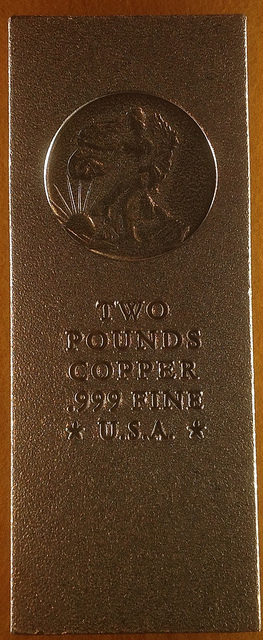 TWO
POUNDS
COPPER
.999 FINE
* U.S.A. *